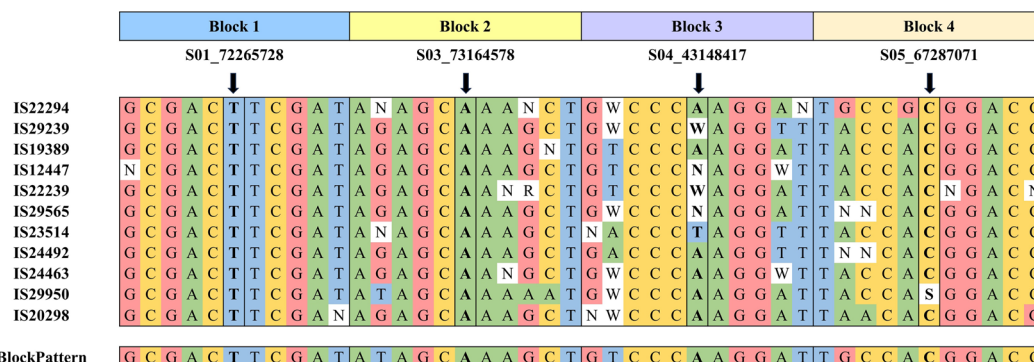 Block 1 Block 2 Block 3 Block 4
S01_72265728 S03_73164578 S04_43148417 S05_67287071
IS22294 G C G A C T T C G A T A N A G C A A A N C T G W C C C A A G G A N T G C C G C G G A C C
IS29239 G C G A C T T C G A T A G A G C A A A G C T G W C C C W A G G T T T A C C A C G G A C C
IS19389 G C G A C T T C G A T A G A G C A A A G N T G T C C C A A G G A T T A C C A C G G A C C
IS12447 N C G A C T T C G A T A G A G C A A A G C T G T C C C N A G G W T T A C C A C G G A C C
IS22239 G C G A C T T C G A T A G A G C A A N R C T G T C C C W A G G A T T A C C A C N G A C N
IS29565 G C G A C T T C G A T A G A G C A A A G C T G W C C C N A G G A T T N N C A C G G A C C
IS23514 G C G A C T T C G A T A N A G C A A A G C T N A C C C T A G G T T T A C C A C G G A C C
IS24492 G C G A C T T C G A T A G A G C A A A G C T G T C C C A A G G T T T N N C A C G G A C C
IS24463 G C G A C T T C G A T A G A G C A A N G C T G W C C C A A G G W T T A C C A C G G A C C
IS29950 G C G A C T T C G A T A T A G C A A A A C T G W C C C A A G G A T T A C C A S G G A C C
IS20298 G C G A C T T C G A N A G A G C A A A G C T N W C C C A A G G A T T A A C A C G G A C C
BlockPattern G C G A C T T C G A T A T A G C A A A G C T G T C C C A A G G A T T G C C A C G G A C C